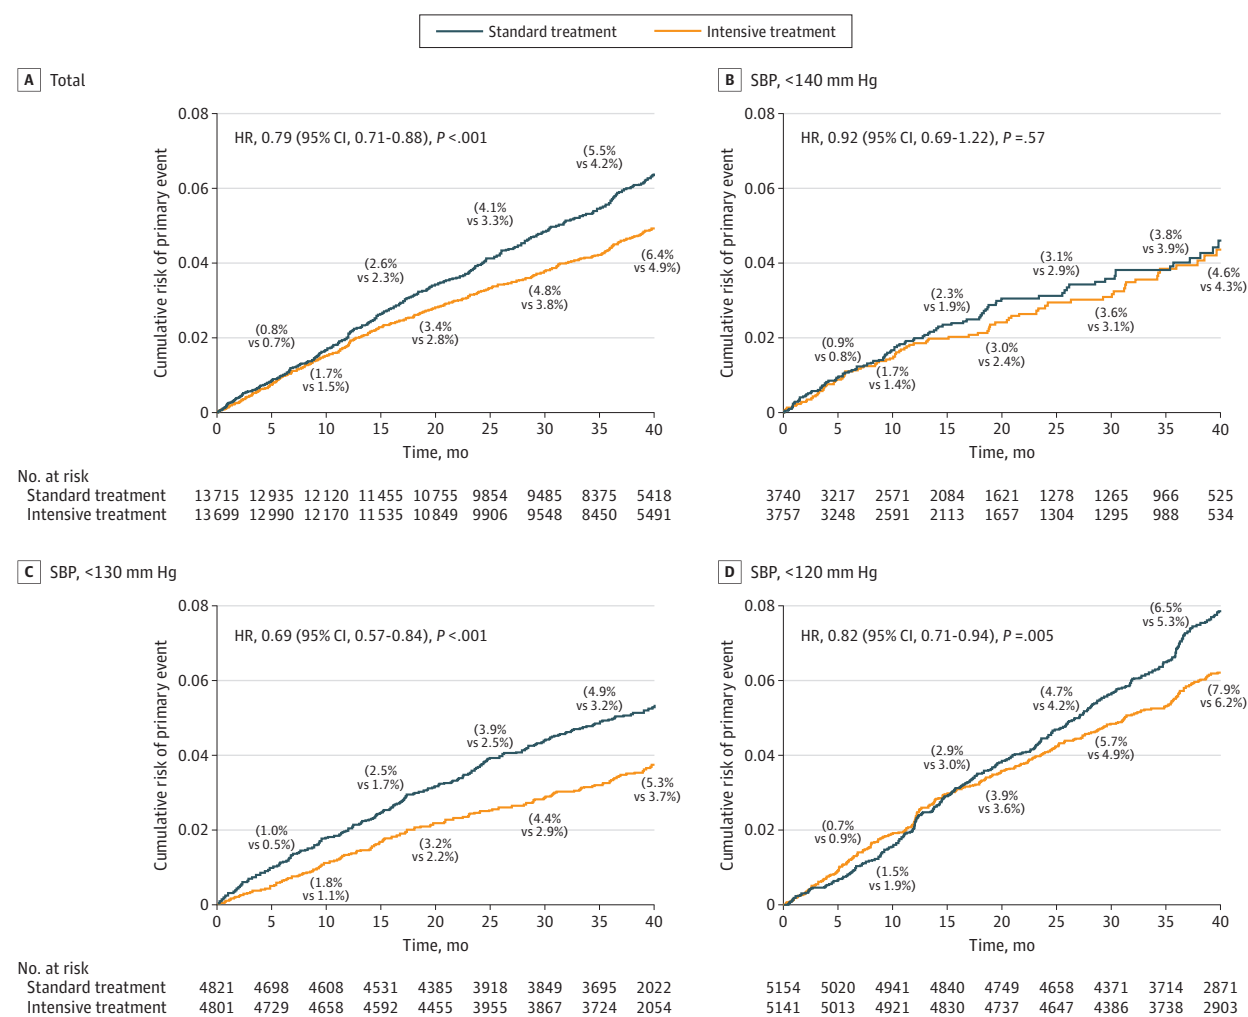 Standard treatment Intensive treatment
A Total
0.08
0.06
0.04
0.02
0
Cumulative risk of primary event
HR, 0.79 (95% CI, 0.71-0.88), P <.001
(0.8%
vs 0.7%)
(1.7%
vs 1.5%)
(2.6%
vs 2.3%)
(3.4%
vs 2.8%)
(4.1%
vs 3.3%)
(4.8%
vs 3.8%)
(5.5%
vs 4.2%)
(6.4%
vs 4.9%)
0 5 10 15 20 25 30 35 40
Time, mo
No. at risk
Standard treatment 13 715 12 935 12 120 11 455 10 755 9854 9485 8375 5418
Intensive treatment 13 699 12 990 12 170 11 535 10 849 9906 9548 8450 5491
B SBP, <140 mm Hg
0.08
0.06
0.04
0.02
0
Cumulative risk of primary event
HR, 0.92 (95% CI, 0.69-1.22), P =.57
(0.9%
vs 0.8%)
(1.7%
vs 1.4%)
(2.3%
vs 1.9%)
(3.0%
vs 2.4%)
(3.1%
vs 2.9%)
(3.6%
vs 3.1%)
(3.8%
vs 3.9%)
(4.6%
vs 4.3%)
0 5 10 15 20 25 30 35 40
Time, mo
3740 3217 2571 2084 1621 1278 1265 966 525
3757 3248 2591 2113 1657 1304 1295 988 534
C SBP, <130 mm Hg
0.08
0.06
0.04
0.02
0
Cumulative risk of primary event
HR, 0.69 (95% CI, 0.57-0.84), P <.001
(1.0%
vs 0.5%)
(1.8%
vs 1.1%)
(2.5%
vs 1.7%)
(3.2%
vs 2.2%)
(3.9%
vs 2.5%)
(4.4%
vs 2.9%)
(4.9%
vs 3.2%)
(5.3%
vs 3.7%)
0 5 10 15 20 25 30 35 40
Time, mo
No. at risk
Standard treatment 4821 4698 4608 4531 4385 3918 3849 3695 2022
Intensive treatment 4801 4729 4658 4592 4455 3955 3867 3724 2054
D SBP, <120 mm Hg
0.08
0.06
0.04
0.02
0
Cumulative risk of primary event
HR, 0.82 (95% CI, 0.71-0.94), P =.005
(0.7%
vs 0.9%)
(1.5%
vs 1.9%)
(2.9%
vs 3.0%)
(3.9%
vs 3.6%)
(4.7%
vs 4.2%)
(5.7%
vs 4.9%)
(6.5%
vs 5.3%)
(7.9%
vs 6.2%)
0 5 10 15 20 25 30 35 40
Time, mo
5154 5020 4941 4840 4749 4658 4371 3714 2871
5141 5013 4921 4830 4737 4647 4386 3738 2903